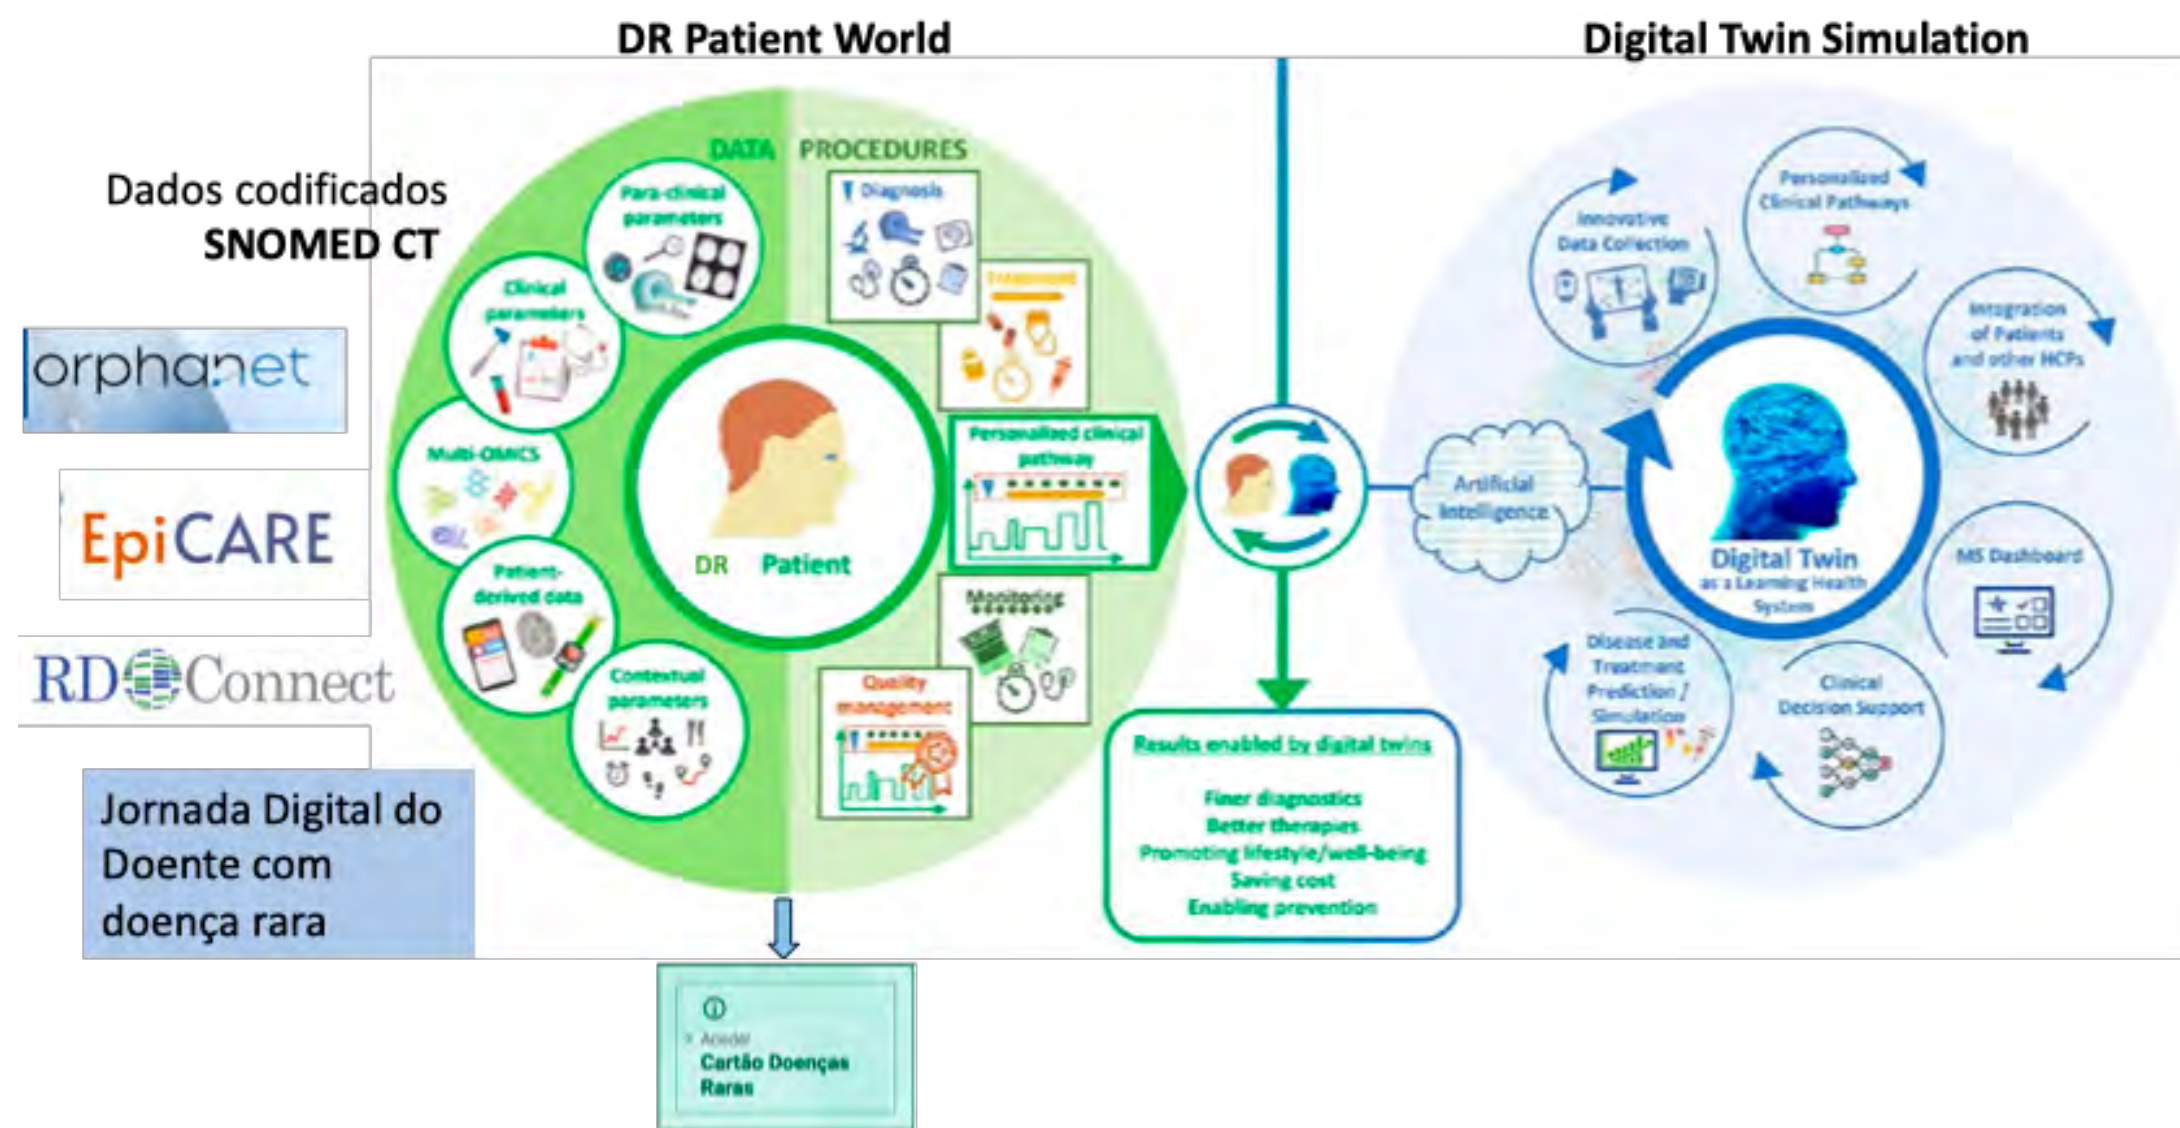 DR Patient World
Digital Twin Simulation
Dados codificados
SNOMED CT
orphanet
EpiCARE
RD Connect
Jornada Digital do
Doente com
doença rara
DATA
PROCEDURES
Para-clinical
parameters
Clinical
parameters
Multi-OMICS
Patient-
derived data
Contextual
parameters
DR Patient
Diagnosis
Treatment
Personalized clinical
pathway
Monitoring
Quality
management
Results enabled by digital twins
Finer diagnostics
Better therapies
Promoting lifestyle/well-being
Saving cost
Enabling prevention
Artificial
Intelligence
Innovative
Data Collection
Personalized
Clinical Pathways
Integration
of Patients
and other HCPs
MS Dashboard
Clinical
Decision Support
Disease and
Treatment
Prediction /
Simulation
Digital Twin
as a Learning Health
System
Aceder
Cartão Doenças
Raras